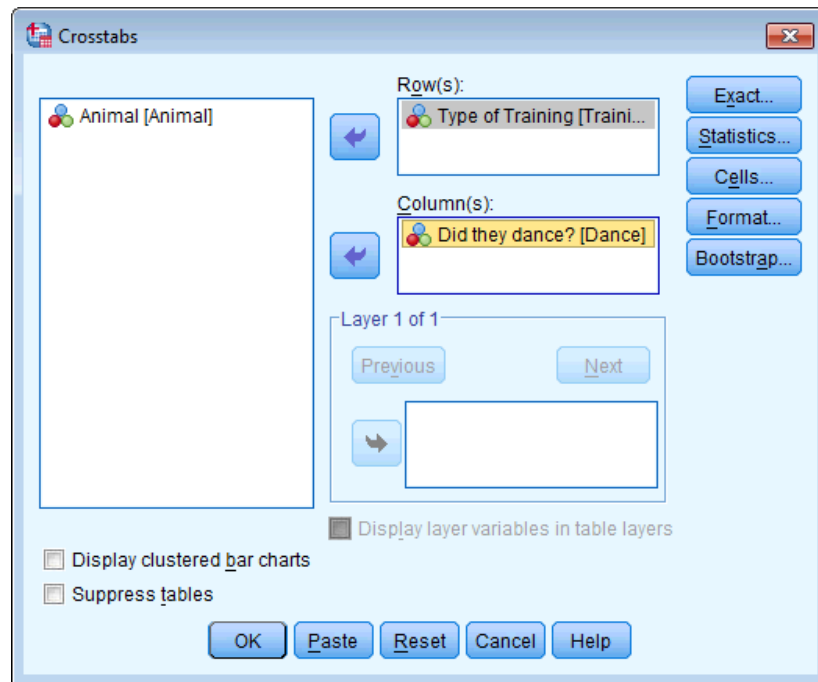 Crosstabs
Animal [Animal]
Row(s):
Type of Training [Traini...
Column(s):
Did they dance? [Dance]
Exact...
Statistics...
Cells...
Format...
Bootstrap...
Layer 1 of 1
Previous
Next
Display layer variables in table layers
Display clustered bar charts
Suppress tables
OK
Paste
Reset
Cancel
Help